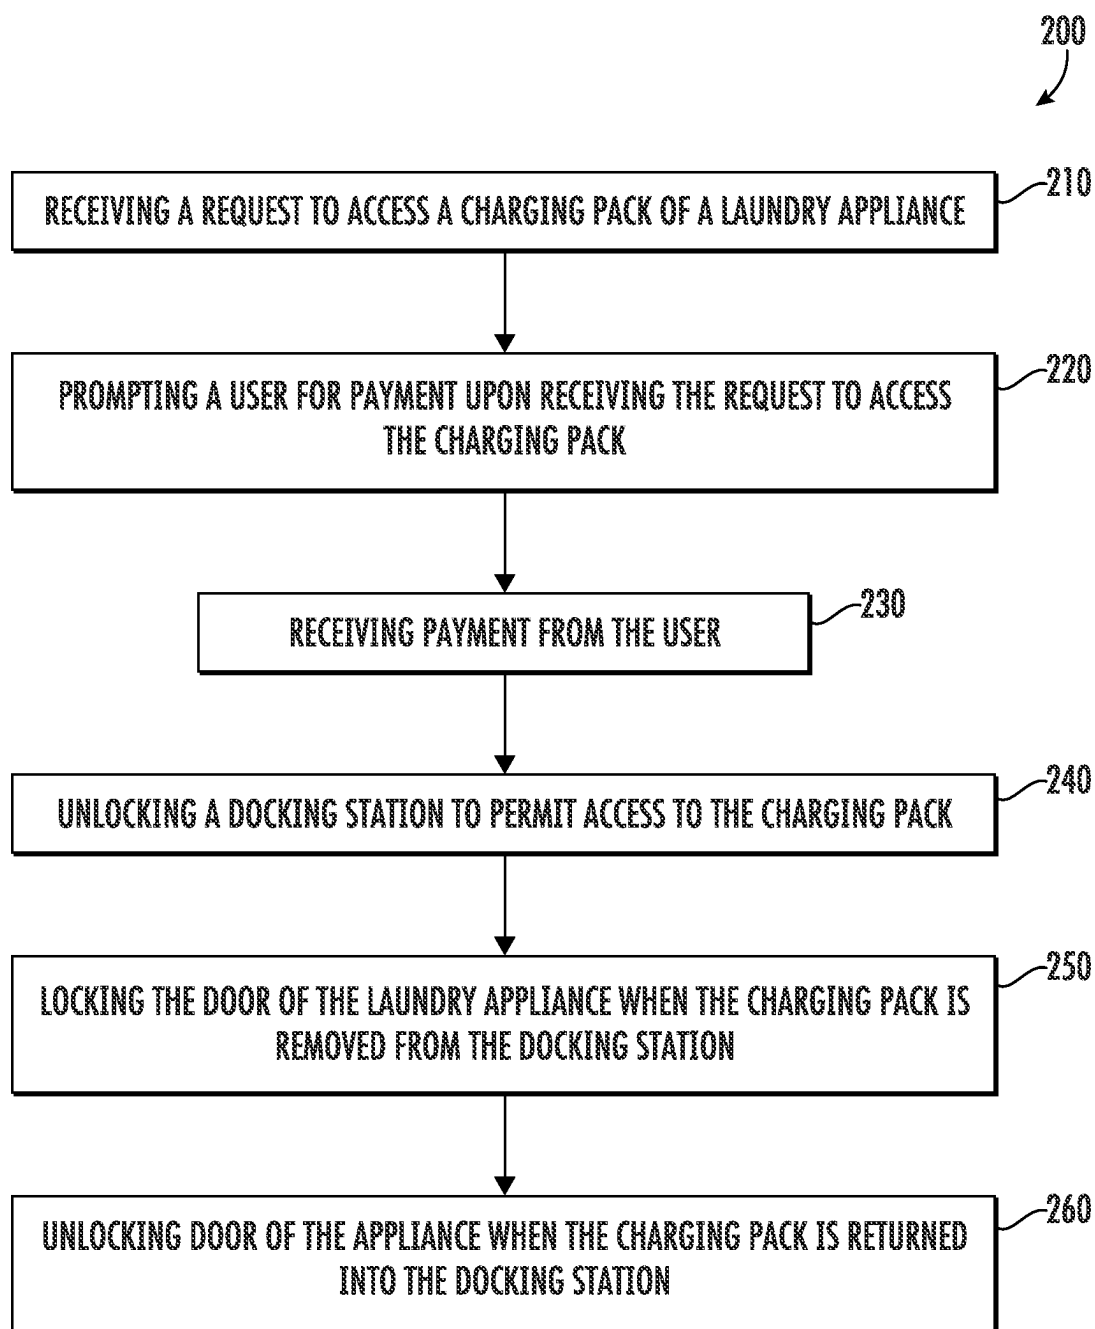 200
RECEIVING A REQUEST TO ACCESS A CHARGING PACK OF A LAUNDRY APPLIANCE
210
PROMPTING A USER FOR PAYMENT UPON RECEIVING THE REQUEST TO ACCESS
THE CHARGING PACK
220
RECEIVING PAYMENT FROM THE USER
230
UNLOCKING A DOCKING STATION TO PERMIT ACCESS TO THE CHARGING PACK
240
LOCKING THE DOOR OF THE LAUNDRY APPLIANCE WHEN THE CHARGING PACK IS
REMOVED FROM THE DOCKING STATION
250
UNLOCKING DOOR OF THE APPLIANCE WHEN THE CHARGING PACK IS RETURNED
INTO THE DOCKING STATION
260